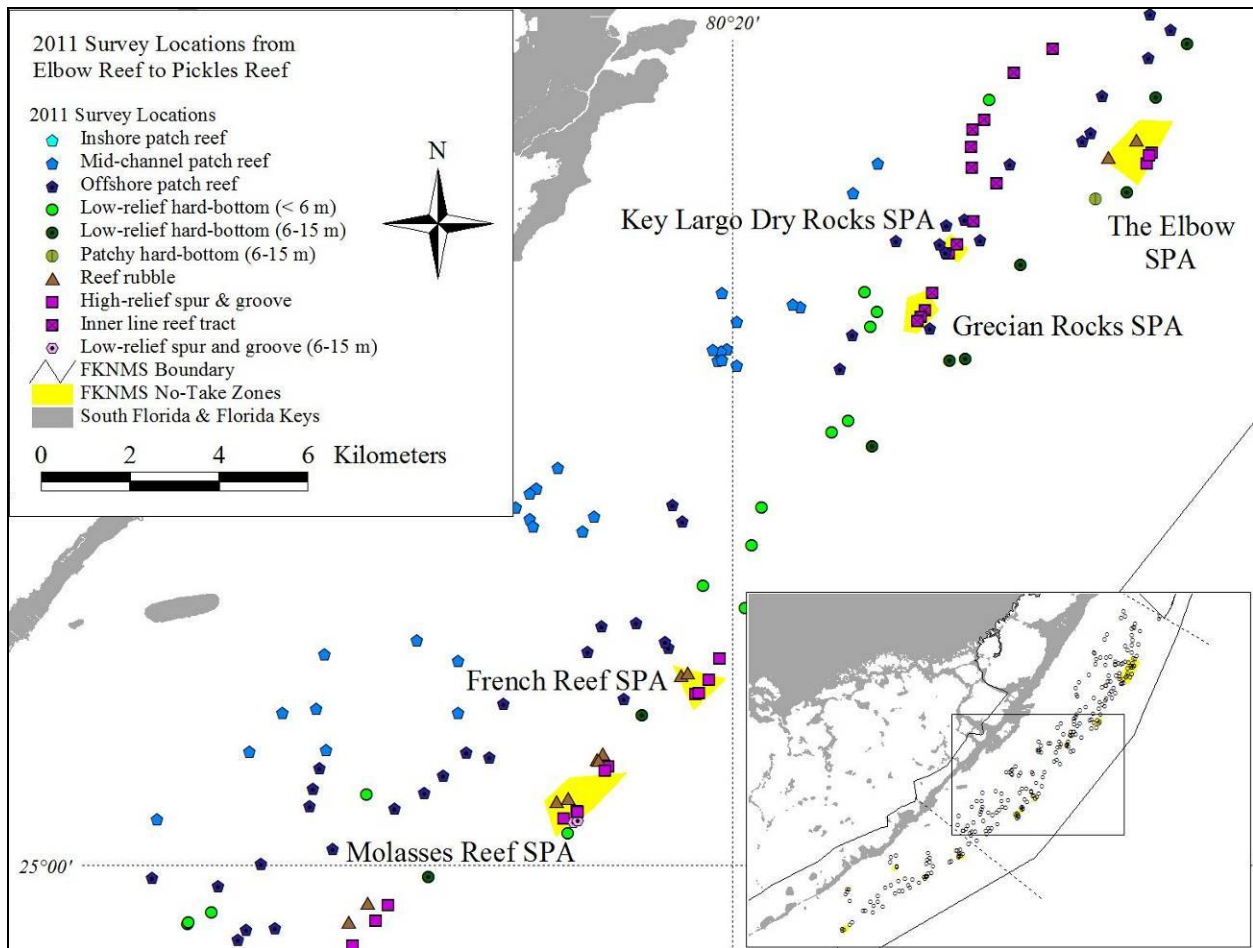 2011 Survey Locations from
Elbow Reef to Pickles Reef
2011 Survey Locations
Inshore patch reef
Mid-channel patch reef
Offshore patch reef
Low-relief hard-bottom (< 6 m)
Low-relief hard-bottom (6-15 m)
Patchy hard-bottom (6-15 m)
Reef rubble
High-relief spur & groove
Inner line reef tract
Low-relief spur and groove (6-15 m)
FKNMS Boundary
FKNMS No-Take Zones
South Florida & Florida Keys
0 2 4 6 Kilometers
N
80°20'
Key Largo Dry Rocks SPA
The Elbow
SPA
Grecian Rocks SPA
French Reef SPA
Molasses Reef SPA
25°00'